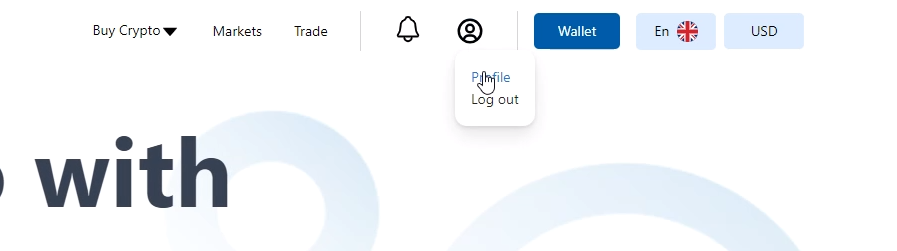 Buy Crypto Markets Trade Wallet En USD
Profile
Log out
with